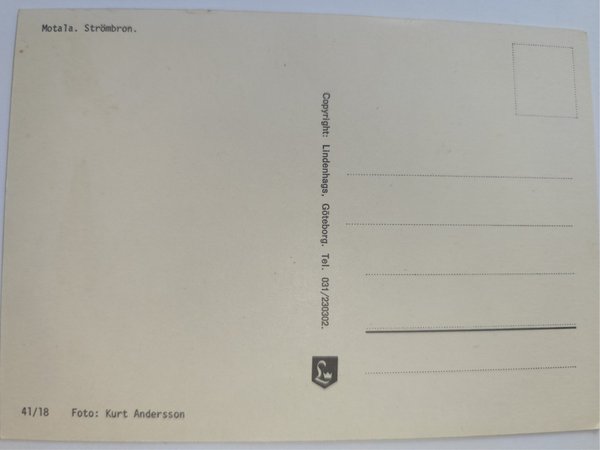 Motala. Strömbron.
Copyright: Lindenhags, Göteborg. Tel. 031/230302.
L
41/18 Foto: Kurt Andersson